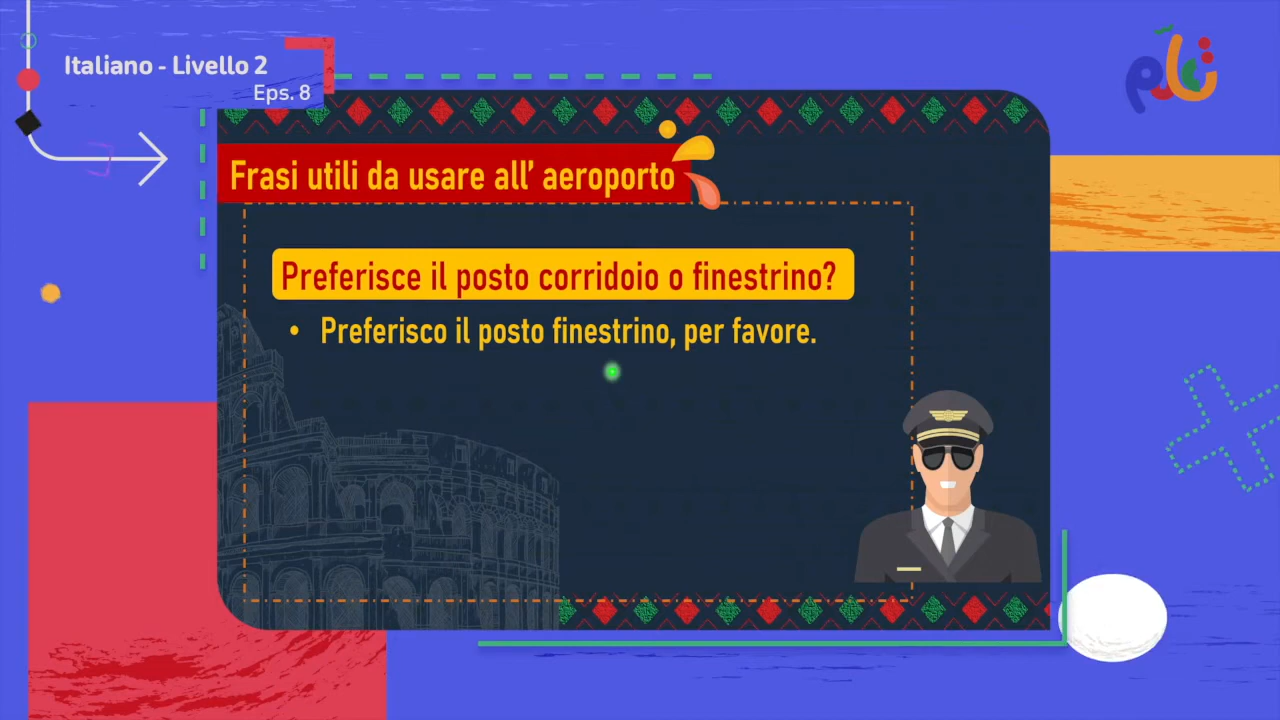 Italiano - Livello 2
Eps. 8
Frasi utili da usare all' aeroporto
Preferisce il posto corridoio o finestrino?
• Preferisco il posto finestrino, per favore.